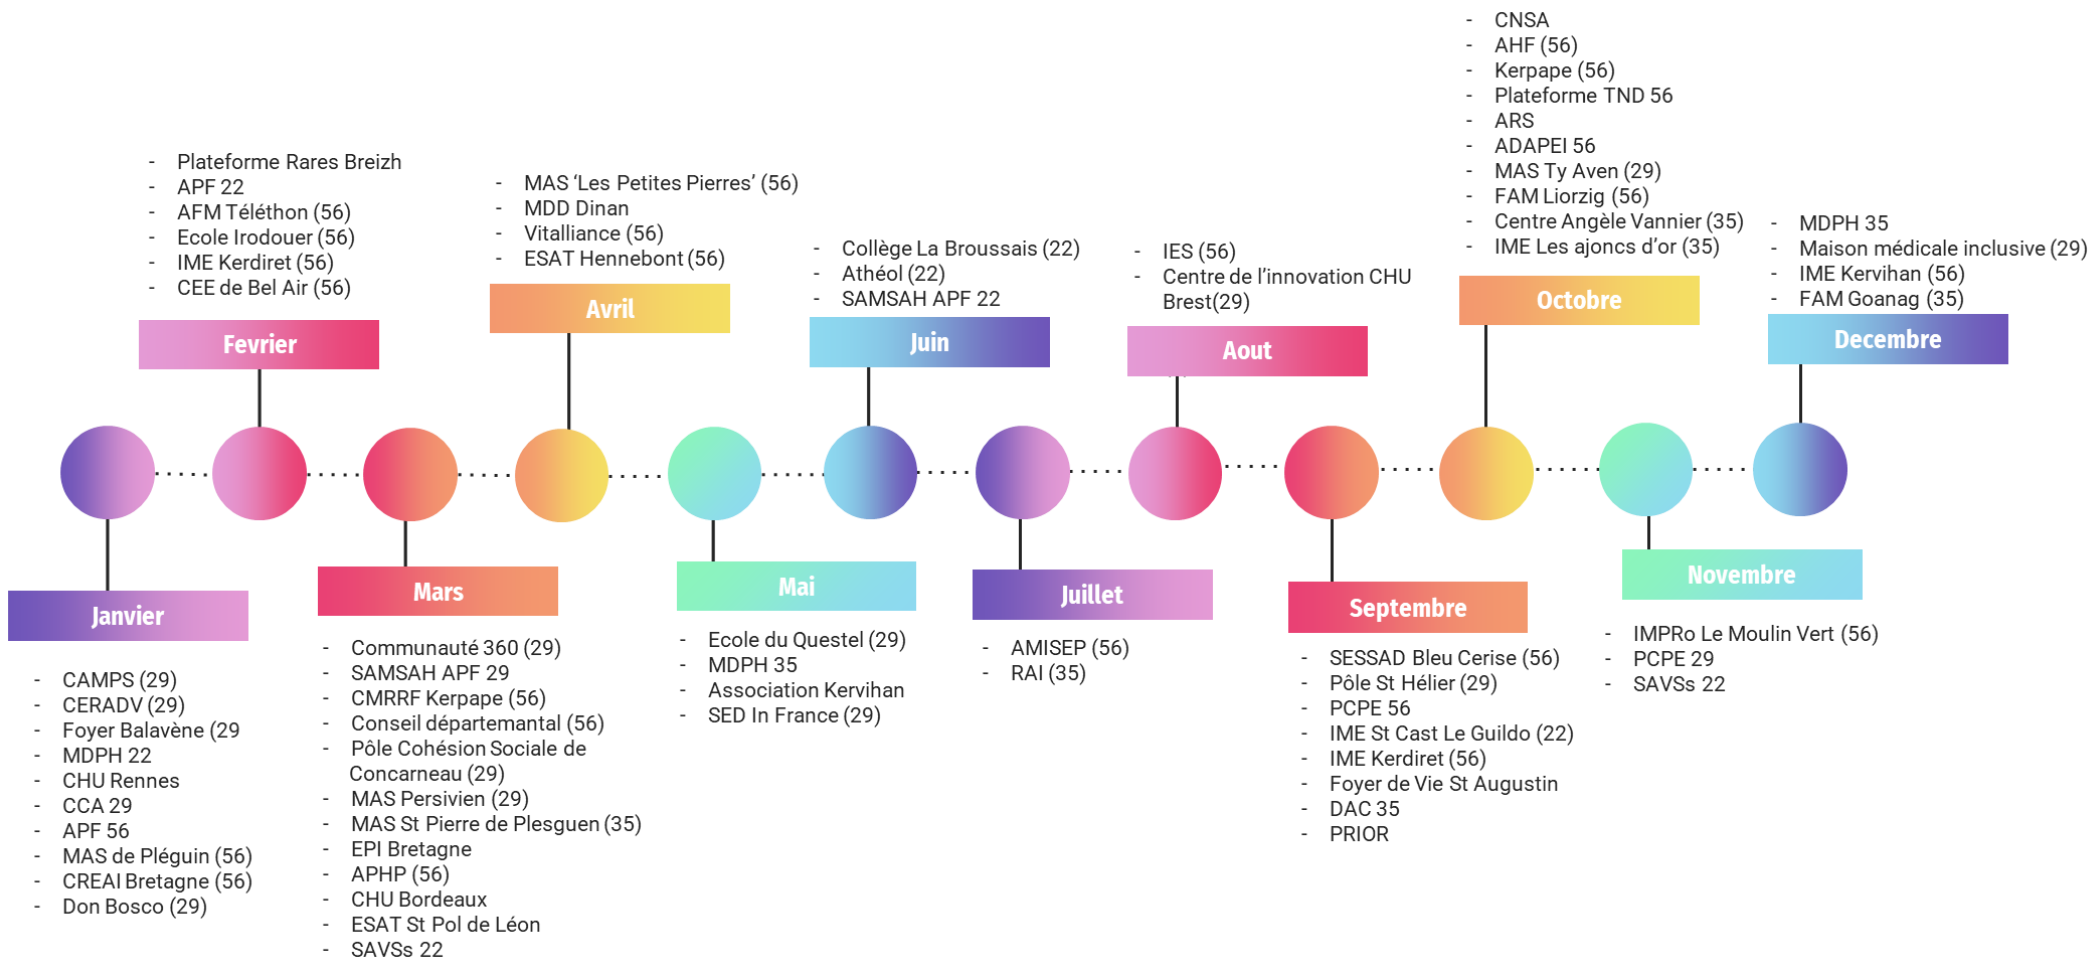 Janvier
- CAMPS (29)
- CERADV (29)
- Foyer Balavène (29
- MDPH 22
- CHU Rennes
- CCA 29
- APF 56
- MAS de Pléguin (56)
- CREAI Bretagne (56)
- Don Bosco (29)
- Plateforme Rares Breizh
- APF 22
- AFM Téléthon (56)
- Ecole Irodouer (56)
- IME Kerdiret (56)
- CEE de Bel Air (56)
Fevrier
Mars
- Communauté 360 (29)
- SAMSAH APF 29
- CMRRF Kerpape (56)
- Conseil départemantal (56)
- Pôle Cohésion Sociale de
Concarneau (29)
- MAS Persivien (29)
- MAS St Pierre de Plesguen (35)
- EPI Bretagne
- APHP (56)
- CHU Bordeaux
- ESAT St Pol de Léon
- SAVSs 22
- MAS ‘Les Petites Pierres’ (56)
- MDD Dinan
- Vitalliance (56)
- ESAT Hennebont (56)
Avril
Mai
- Ecole du Questel (29)
- MDPH 35
- Association Kervihan
- SED In France (29)
- Collège La Broussais (22)
- Athéol (22)
- SAMSAH APF 22
Juin
Juillet
- AMISEP (56)
- RAI (35)
- IES (56)
- Centre de l’innovation CHU
Brest(29)
Aout
Septembre
- SESSAD Bleu Cerise (56)
- Pôle St Hélier (29)
- PCPE 56
- IME St Cast Le Guildo (22)
- IME Kerdiret (56)
- Foyer de Vie St Augustin
- DAC 35
- PRIOR
- CNSA
- AHF (56)
- Kerpape (56)
- Plateforme TND 56
- ARS
- ADAPEI 56
- MAS Ty Aven (29)
- FAM Liorzig (56)
- Centre Angèle Vannier (35)
- IME Les ajoncs d’or (35)
Octobre
Novembre
- IMPRo Le Moulin Vert (56)
- PCPE 29
- SAVSs 22
- MDPH 35
- Maison médicale inclusive (29)
- IME Kervihan (56)
- FAM Goanag (35)
Decembre